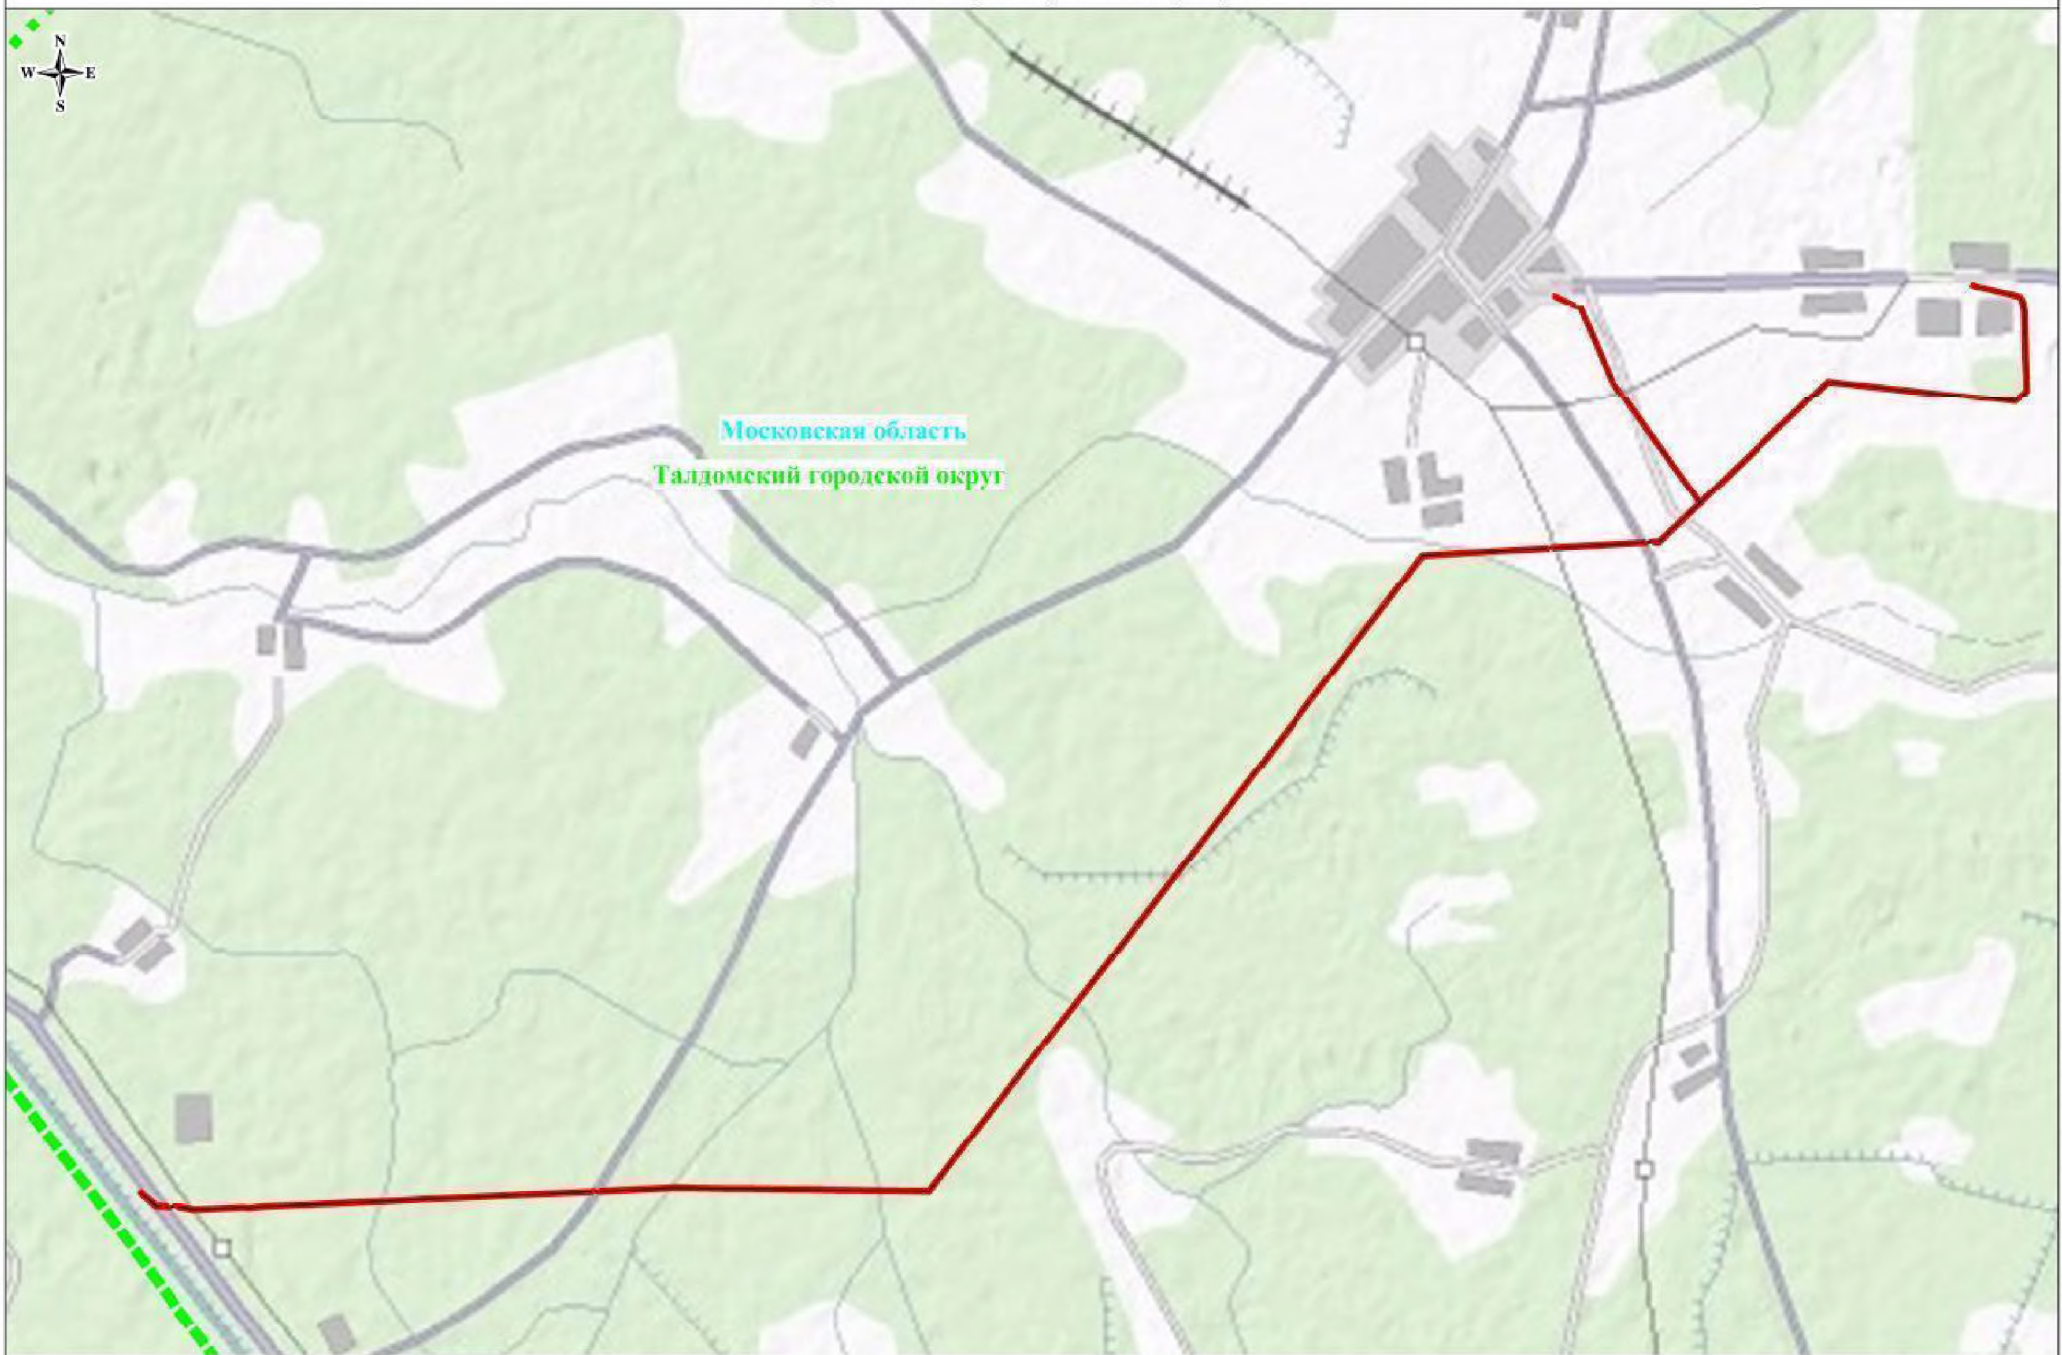 N
W E
S
Московская область
Талдомский городской округ